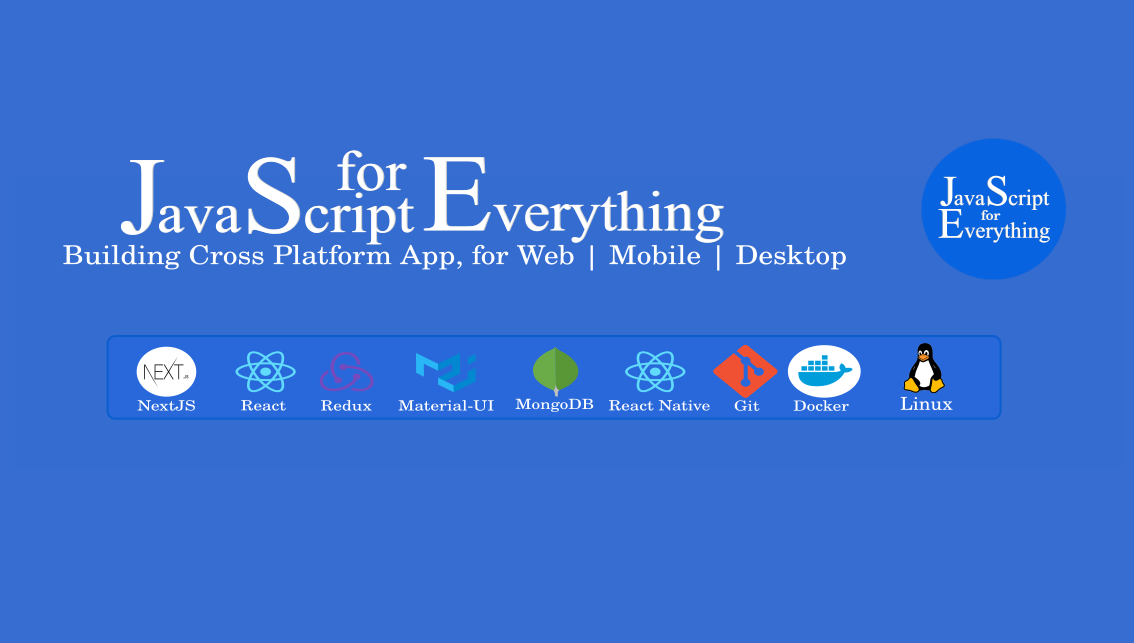 JavaScript for Everything
Building Cross Platform App, for Web | Mobile | Desktop
JavaScript
for
Everything
NEXT.JS
NextJS
React
Redux
Material-UI
MongoDB
React Native
Git
Docker
Linux